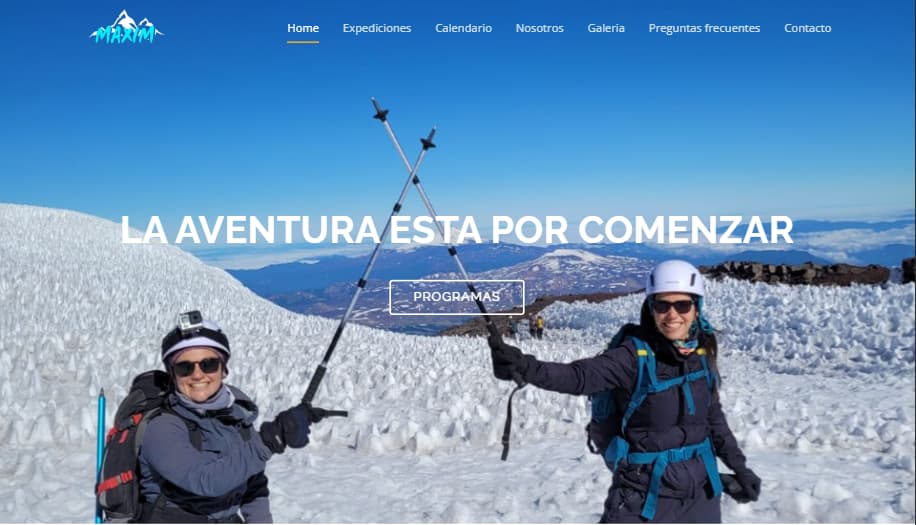 MAXIM
Home Expediciones Calendario Nosotros Galeria Preguntas frecuentes Contacto
LA AVENTURA ESTA POR COMENZAR
PROGRAMAS